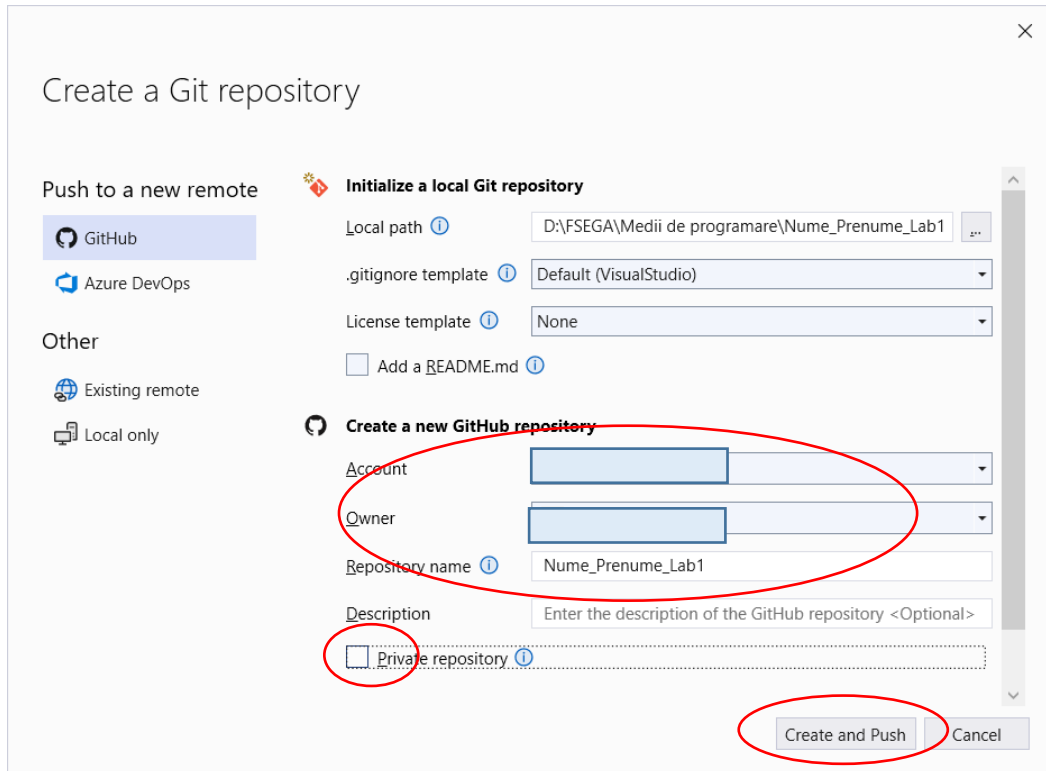 Create a Git repository
Push to a new remote
GitHub
Azure DevOps
Other
Existing remote
Local only
Initialize a local Git repository
Local path
D:\FSEGA\Medii de programare\Nume_Prenume_Lab1
...
.gitignore template
Default (VisualStudio)
License template
None
Add a README.md
Create a new GitHub repository
Account
Owner
Repository name
Nume_Prenume_Lab1
Description
Enter the description of the GitHub repository <Optional>
Private repository
Create and Push
Cancel